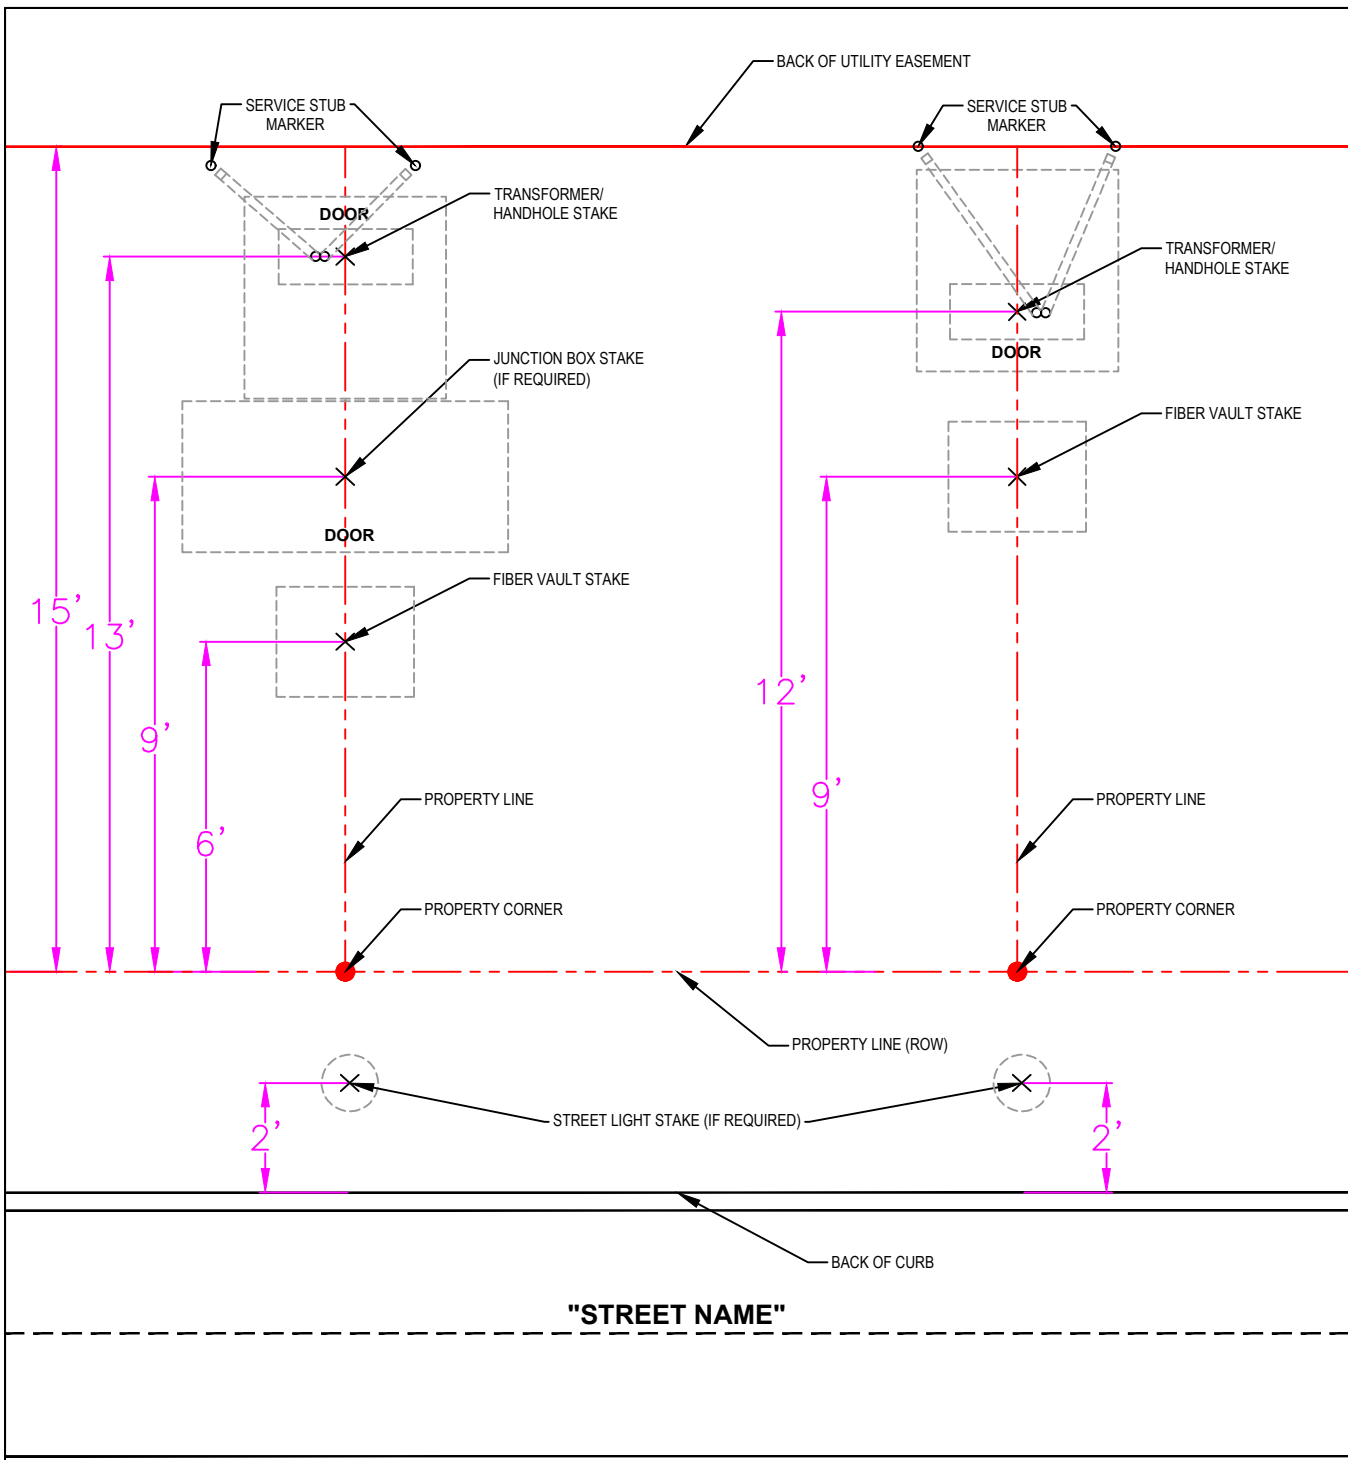 BACK OF UTILITY EASEMENT
SERVICE STUB
MARKER
SERVICE STUB
MARKER
DOOR
TRANSFORMER/
HANDHOLE STAKE
TRANSFORMER/
HANDHOLE STAKE
JUNCTION BOX STAKE
(IF REQUIRED)
DOOR
FIBER VAULT STAKE
DOOR
FIBER VAULT STAKE
15'
13'
12'
9'
9'
6'
PROPERTY LINE
PROPERTY LINE
PROPERTY CORNER
PROPERTY CORNER
PROPERTY LINE (ROW)
STREET LIGHT STAKE (IF REQUIRED)
2'
2'
BACK OF CURB
"STREET NAME"